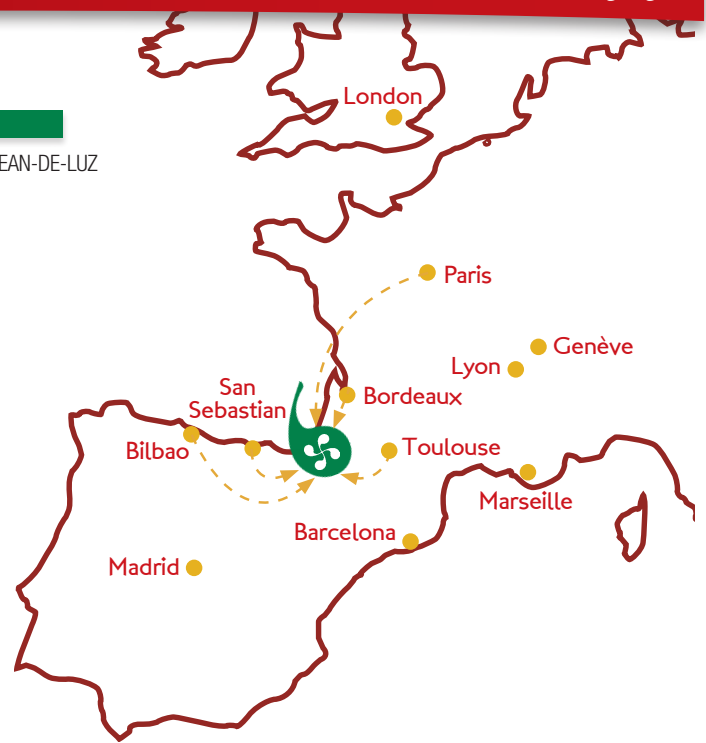 London
EAN-DE-LUZ
Paris
Genève
Lyon
San
Sebastian
Bordeaux
Bilbao
Toulouse
Marseille
Barcelona
Madrid